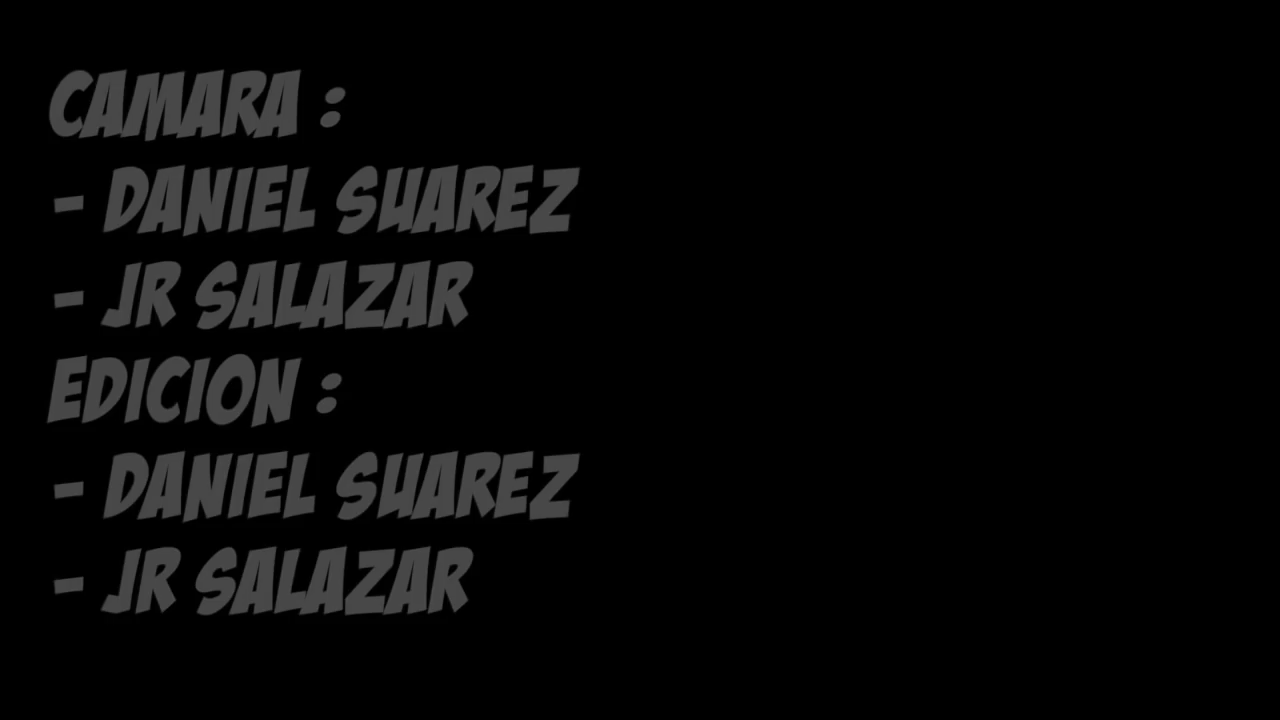 CAMARA :
- DANIEL SUAREZ
- JR SALAZAR
EDICION :
- DANIEL SUAREZ
- JR SALAZAR